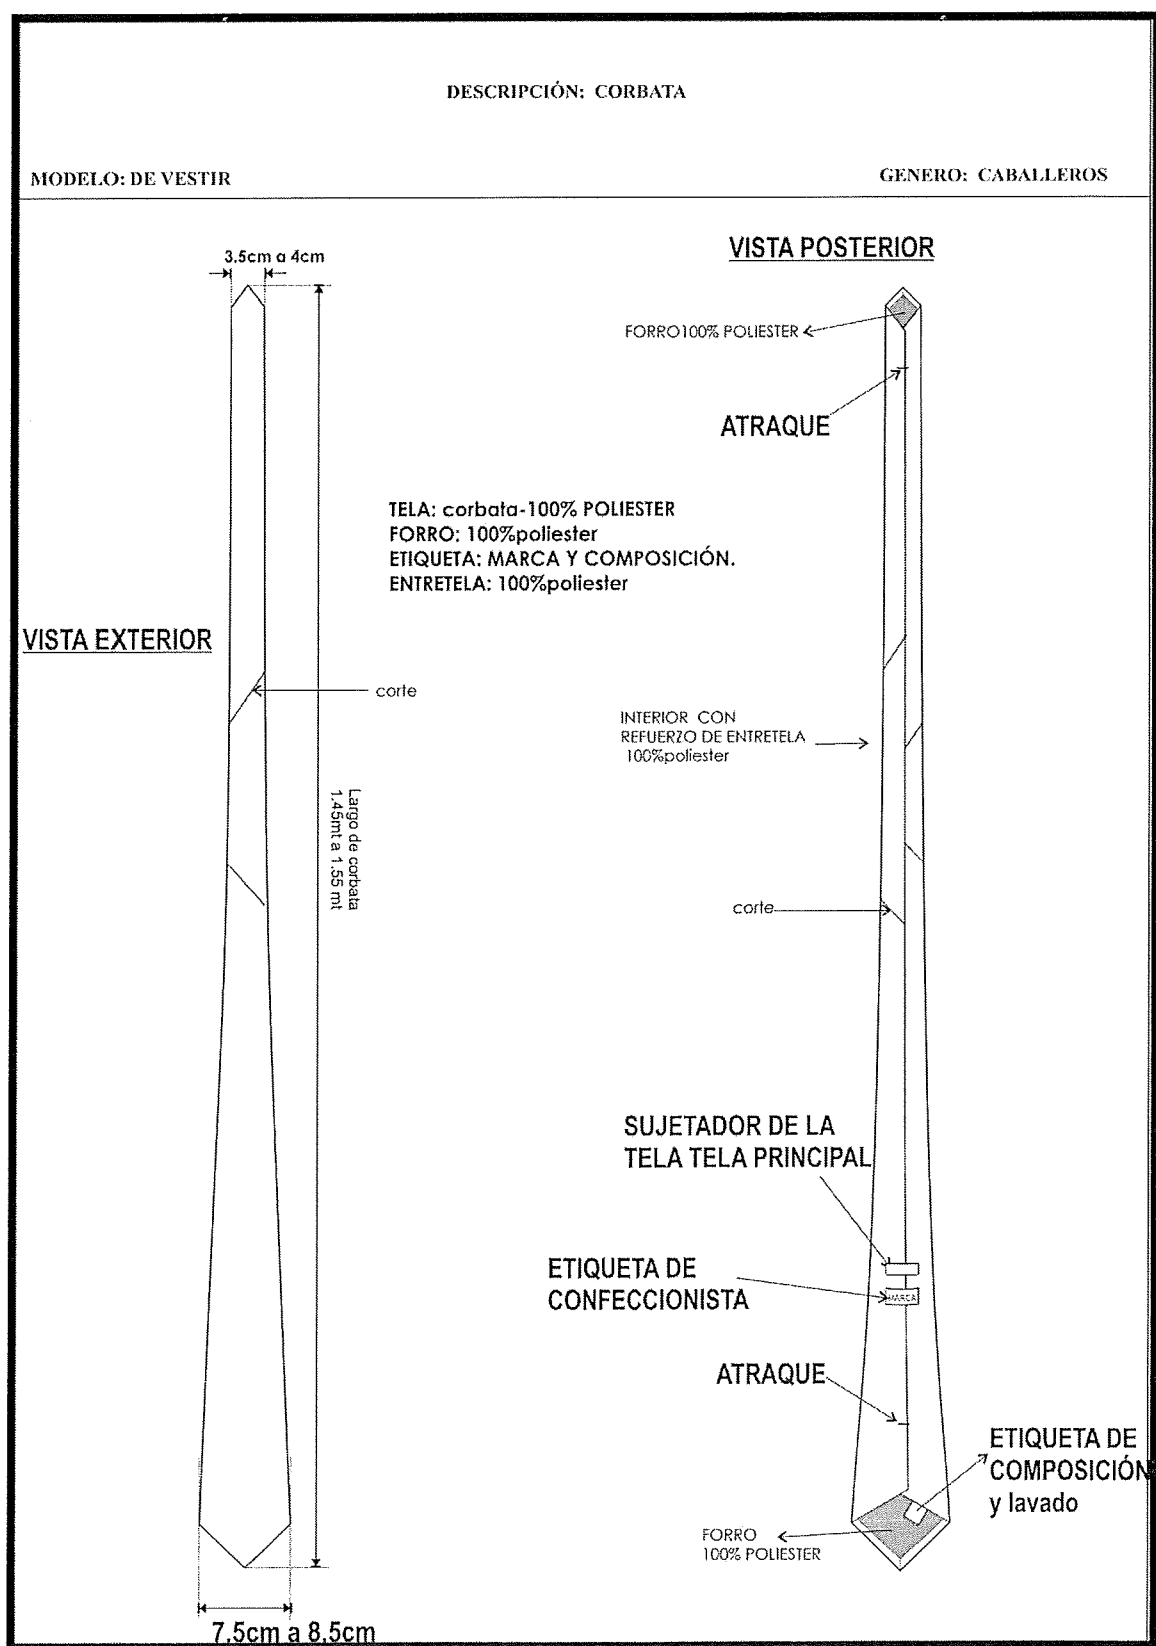 DESCRIPCIÓN: CORBATA
MODELO: DE VESTIR
GENERO: CABALLEROS
3.5cm a 4cm
VISTA POSTERIOR
FORRO100% POLIESTER
ATRAQUE
TELA: corbata-100% POLIESTER
FORRO: 100%poliester
ETIQUETA: MARCA Y COMPOSICIÓN.
ENTRETELA: 100%poliester
VISTA EXTERIOR
corte
INTERIOR CON
REFUERZO DE ENTRETELA
100%poliester
Largo de corbata
1.45mt a 1.55 mt
corte
SUJETADOR DE LA
TELA TELA PRINCIPAL
ETIQUETA DE
CONFECCIONISTA
MARCA
ATRAQUE
ETIQUETA DE
COMPOSICIÓN
y lavado
FORRO
100% POLIESTER
7,5cm a 8,5cm